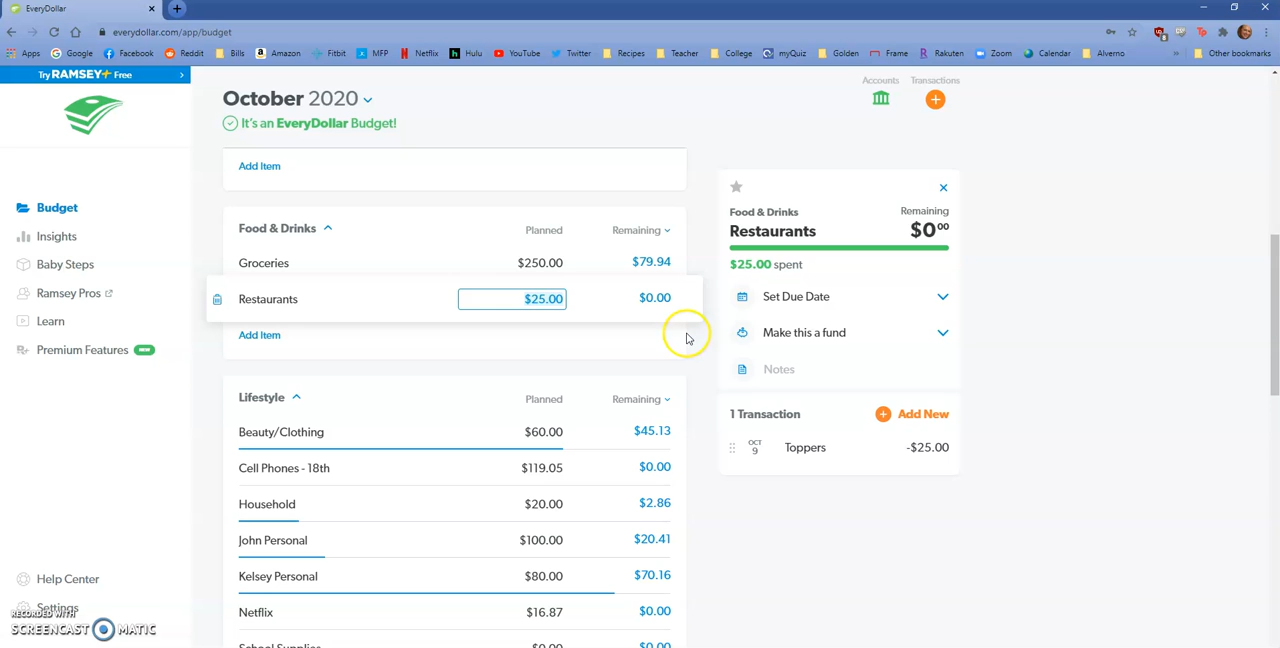 EveryDollar
everydollar.com/app/budget
Apps
Google
Facebook
Reddit
Bills
Amazon
Fitbit
MFP
Netflix
Hulu
YouTube
Twitter
Recipes
Teacher
College
myQuiz
Golden
Frame
Rakuten
Zoom
Calendar
Alverno
»
Other bookmarks
Try RAMSEY+ Free
Budget
Insights
Baby Steps
Ramsey Pros
Learn
Premium Features NEW
Help Center
Settings
RECORDED WITH
SCREENCAST MATIC
October 2020
It's an EveryDollar Budget!
Accounts
Transactions
Add Item
Food & Drinks Planned Remaining
Groceries $250.00 $79.94
Restaurants $25.00 $0.00
Add Item
Lifestyle Planned Remaining
Beauty/Clothing $60.00 $45.13
Cell Phones - 18th $119.05 $0.00
Household $20.00 $2.86
John Personal $100.00 $20.41
Kelsey Personal $80.00 $70.16
Netflix $16.87 $0.00
School Supplies $0.00 $0.00
Food & Drinks Remaining
Restaurants $0⁰⁰
$25.00 spent
Set Due Date
Make this a fund
Notes
1 Transaction Add New
OCT
9 Toppers -$25.00